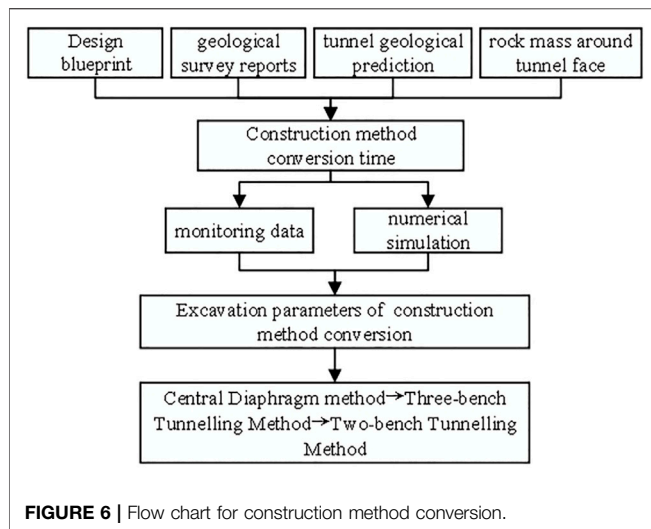 Design
blueprint
geological
survey reports
tunnel geological
prediction
rock mass around
tunnel face
Construction method
conversion time
monitoring data
numerical
simulation
Excavation parameters of construction
method conversion
Central Diaphragm method→Three-bench
Tunnelling Method→Two-bench Tunnelling
Method
FIGURE 6 | Flow chart for construction method conversion.